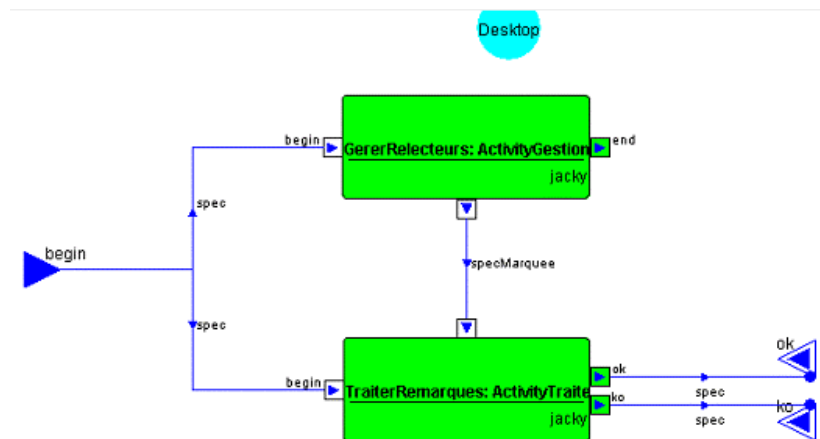 Desktop
begin
GererRelecteurs: ActivityGestion
end
jacky
spec
begin
specMarquee
spec
begin
TraiterRemarques: ActivityTraite
jacky
ok
spec
ko
spec
ok
ko